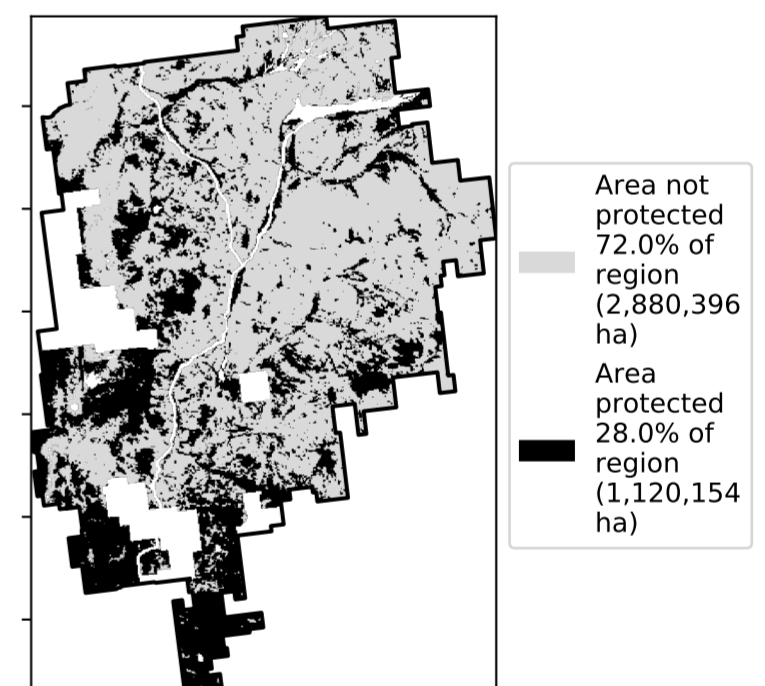 Area not
protected
72.0% of
region
(2,880,396
ha)
Area
protected
28.0% of
region
(1,120,154
ha)